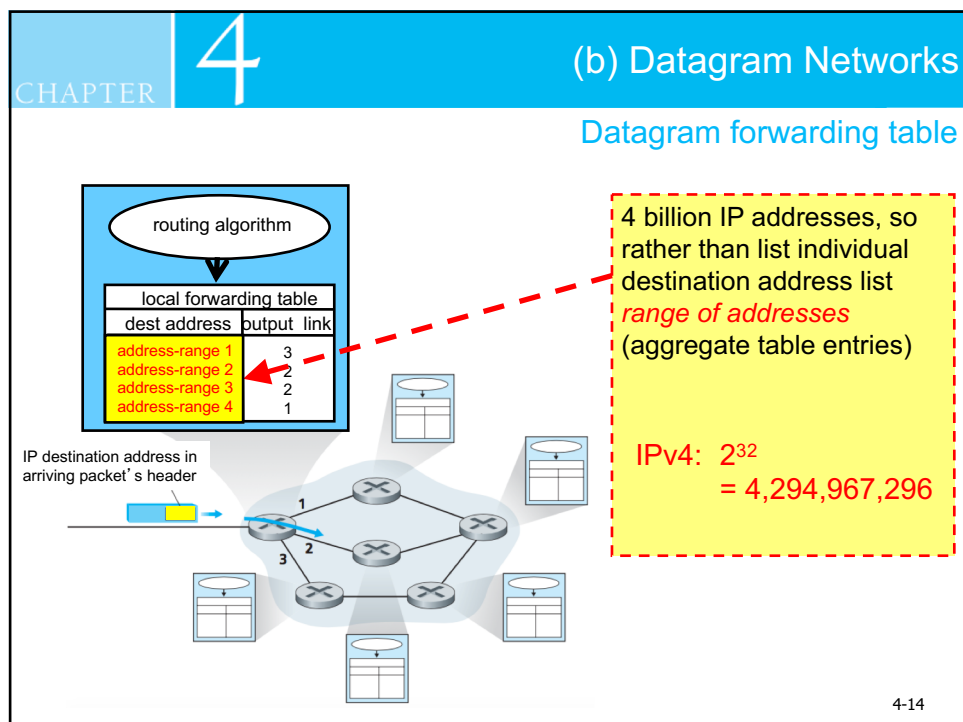 CHAPTER 4
(b) Datagram Networks
Datagram forwarding table
routing algorithm
local forwarding table
dest address output link
address-range 1 3
address-range 2 2
address-range 3 2
address-range 4 1
4 billion IP addresses, so
rather than list individual
destination address list
range of addresses
(aggregate table entries)
IPv4: 2³²
= 4,294,967,296
IP destination address in
arriving packet’s header
1
2
3
4-14